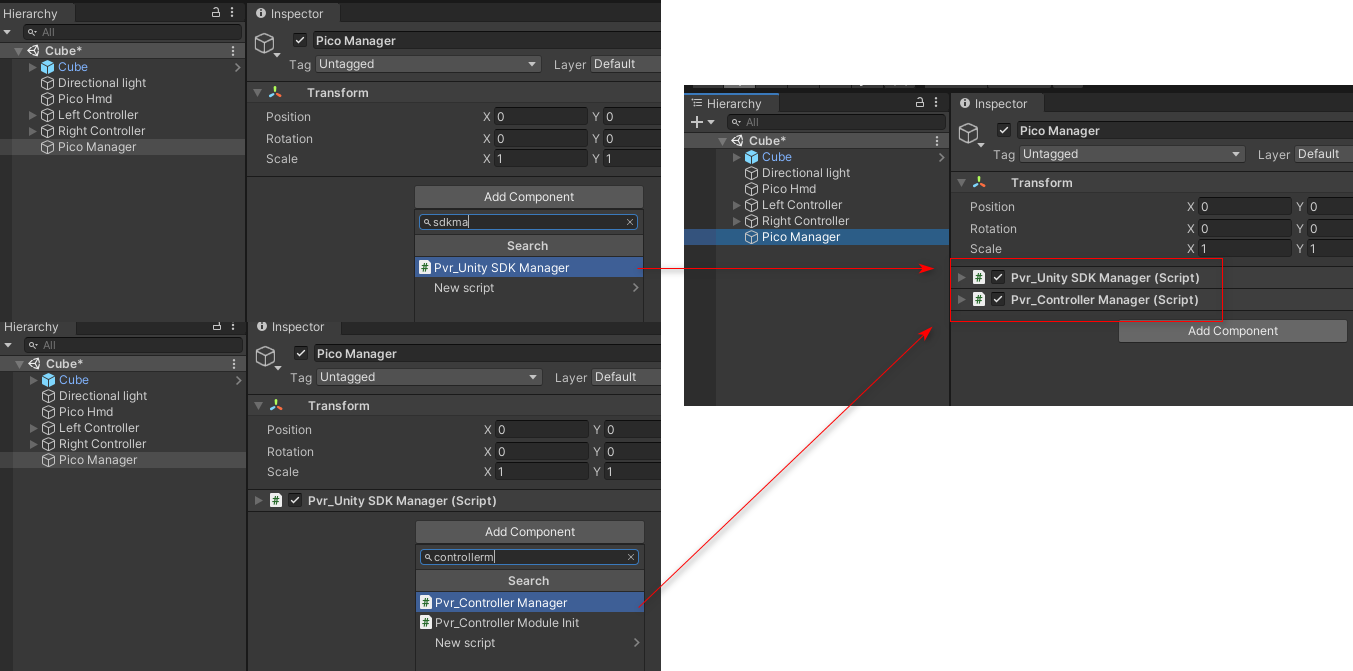 Hierarchy
All
Cube*
Cube
Directional light
Pico Hmd
Left Controller
Right Controller
Pico Manager
Inspector
Pico Manager
Tag Untagged Layer Default
Transform
Position X 0 Y 0
Rotation X 0 Y 0
Scale X 1 Y 1
Add Component
sdkma
Search
# Pvr_Unity SDK Manager
New script
Hierarchy
All
Cube*
Cube
Directional light
Pico Hmd
Left Controller
Right Controller
Pico Manager
Inspector
Pico Manager
Tag Untagged Layer Default
Transform
Position X 0 Y 0
Rotation X 0 Y 0
Scale X 1 Y 1
# Pvr_Unity SDK Manager (Script)
Add Component
controllerm
Search
# Pvr_Controller Manager
# Pvr_Controller Module Init
New script
Hierarchy
All
Cube*
Cube
Directional light
Pico Hmd
Left Controller
Right Controller
Pico Manager
Inspector
Pico Manager
Tag Untagged Layer Default
Transform
Position X 0 Y 0
Rotation X 0 Y 0
Scale X 1 Y 1
# Pvr_Unity SDK Manager (Script)
# Pvr_Controller Manager (Script)
Add Component